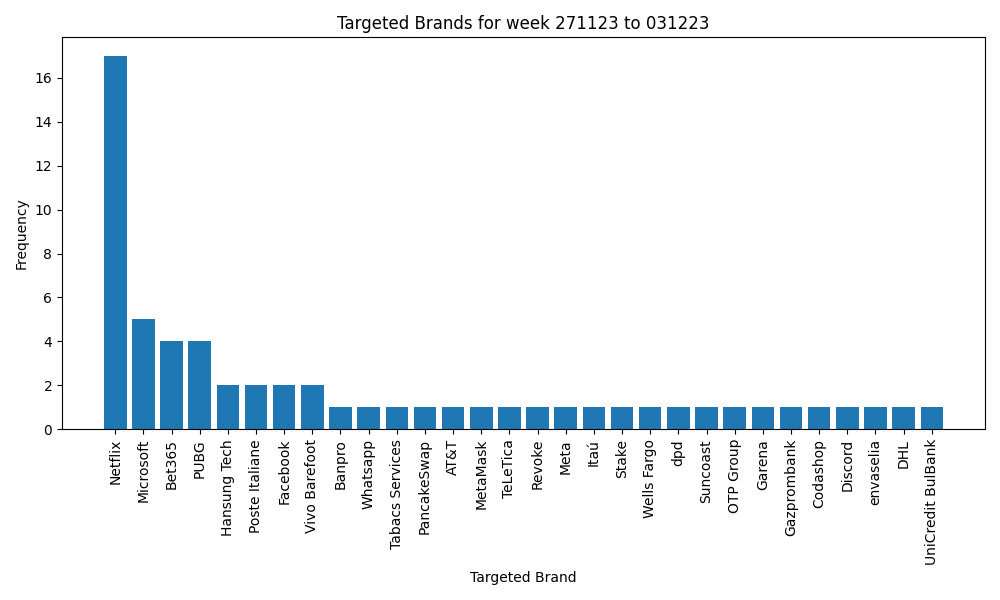 Targeted Brands for week 271123 to 031223
Frequency
16
14
12
10
8
6
4
2
0
Netflix
Microsoft
Bet365
PUBG
Hansung Tech
Poste Italiane
Facebook
Vivo Barefoot
Banpro
Whatsapp
Tabacs Services
PancakeSwap
AT&T
MetaMask
TeLeTica
Revoke
Meta
Itaú
Stake
Wells Fargo
dpd
Suncoast
OTP Group
Garena
Gazprombank
Codashop
Discord
envaselia
DHL
UniCredit BulBank
Targeted Brand